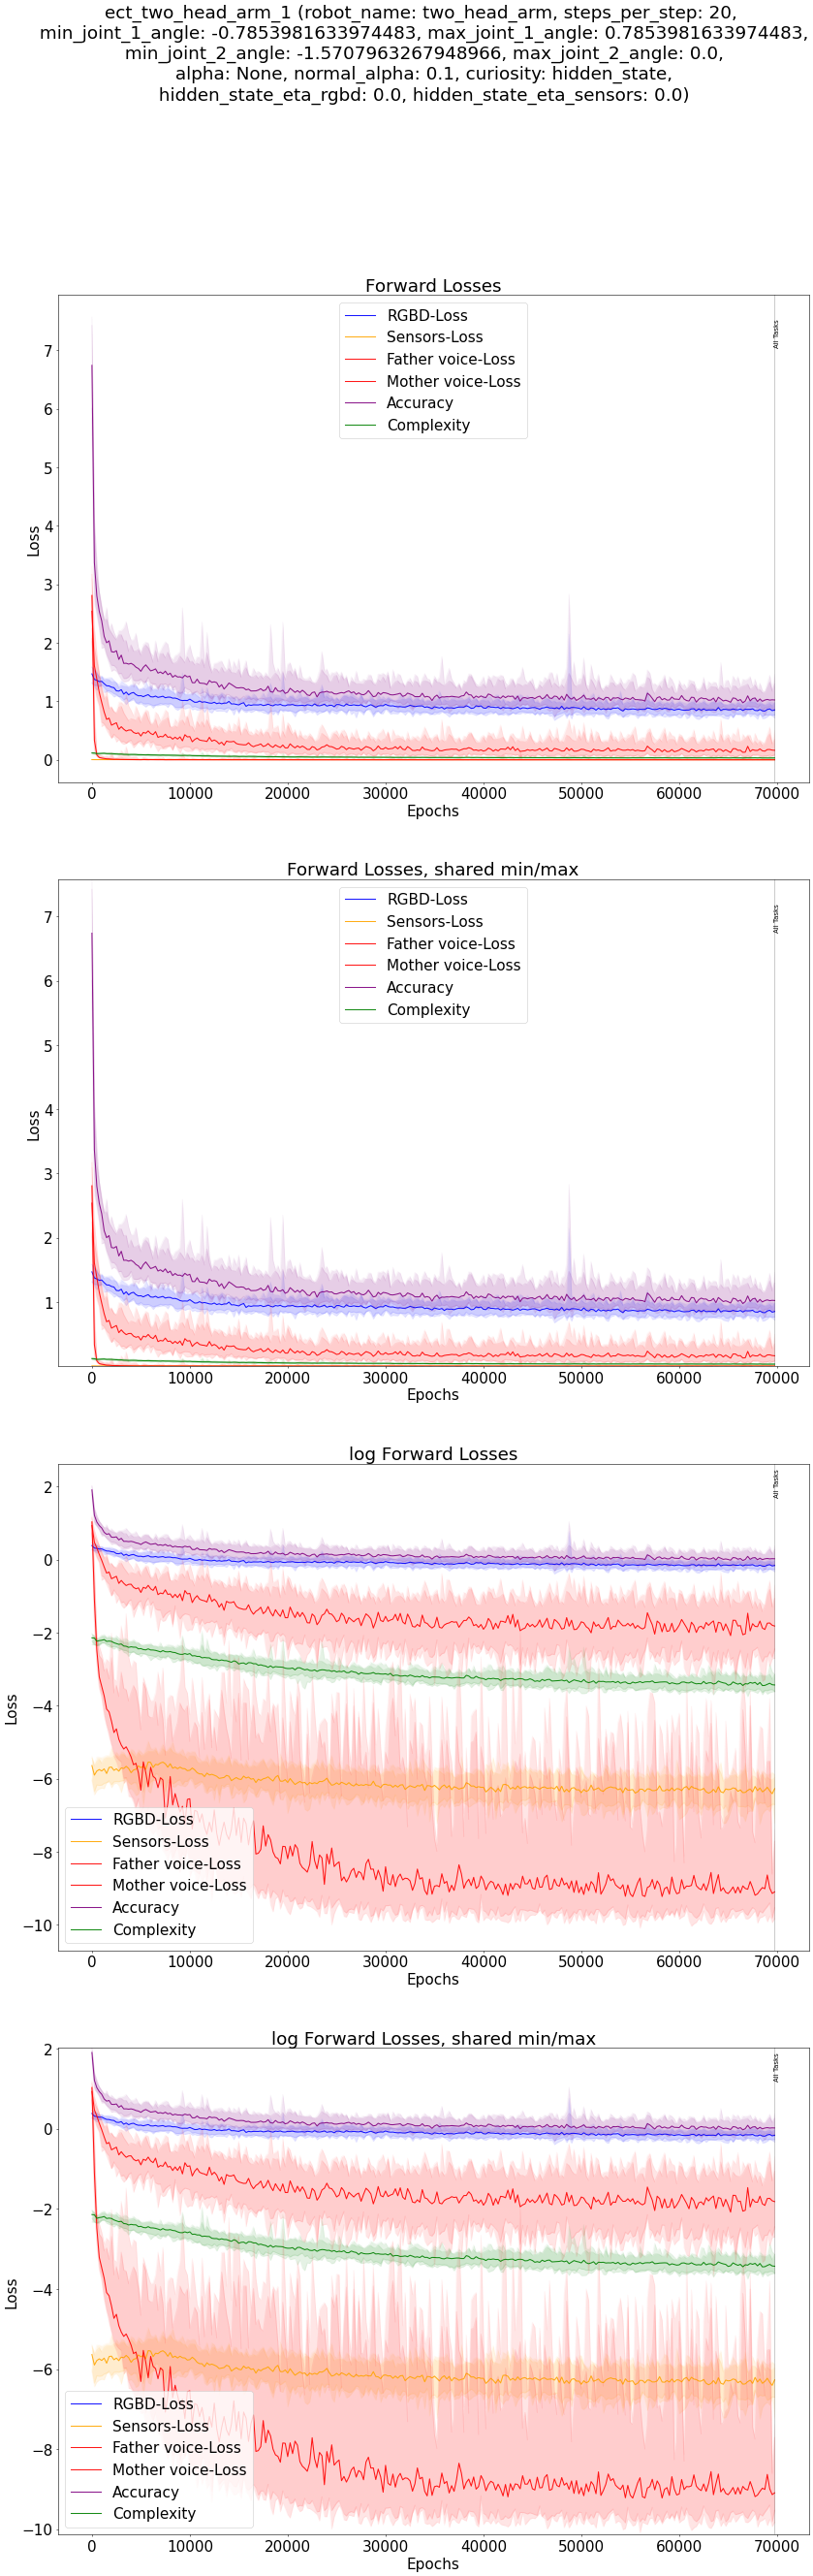 ect_two_head_arm_1 (robot_name: two_head_arm, steps_per_step: 20,
min_joint_1_angle: -0.7853981633974483, max_joint_1_angle: 0.7853981633974483,
min_joint_2_angle: -1.5707963267948966, max_joint_2_angle: 0.0,
alpha: None, normal_alpha: 0.1, curiosity: hidden_state,
hidden_state_eta_rgbd: 0.0, hidden_state_eta_sensors: 0.0)
Forward Losses
RGBD-Loss
Sensors-Loss
Father voice-Loss
Mother voice-Loss
Accuracy
Complexity
All Tasks
7
6
5
4
3
2
1
0
Loss
0 10000 20000 30000 40000 50000 60000 70000
Epochs
Forward Losses, shared min/max
RGBD-Loss
Sensors-Loss
Father voice-Loss
Mother voice-Loss
Accuracy
Complexity
All Tasks
7
6
5
4
3
2
1
Loss
0 10000 20000 30000 40000 50000 60000 70000
Epochs
log Forward Losses
All Tasks
2
0
−2
−4
−6
−8
−10
Loss
RGBD-Loss
Sensors-Loss
Father voice-Loss
Mother voice-Loss
Accuracy
Complexity
0 10000 20000 30000 40000 50000 60000 70000
Epochs
log Forward Losses, shared min/max
All Tasks
2
0
−2
−4
−6
−8
−10
Loss
RGBD-Loss
Sensors-Loss
Father voice-Loss
Mother voice-Loss
Accuracy
Complexity
0 10000 20000 30000 40000 50000 60000 70000
Epochs